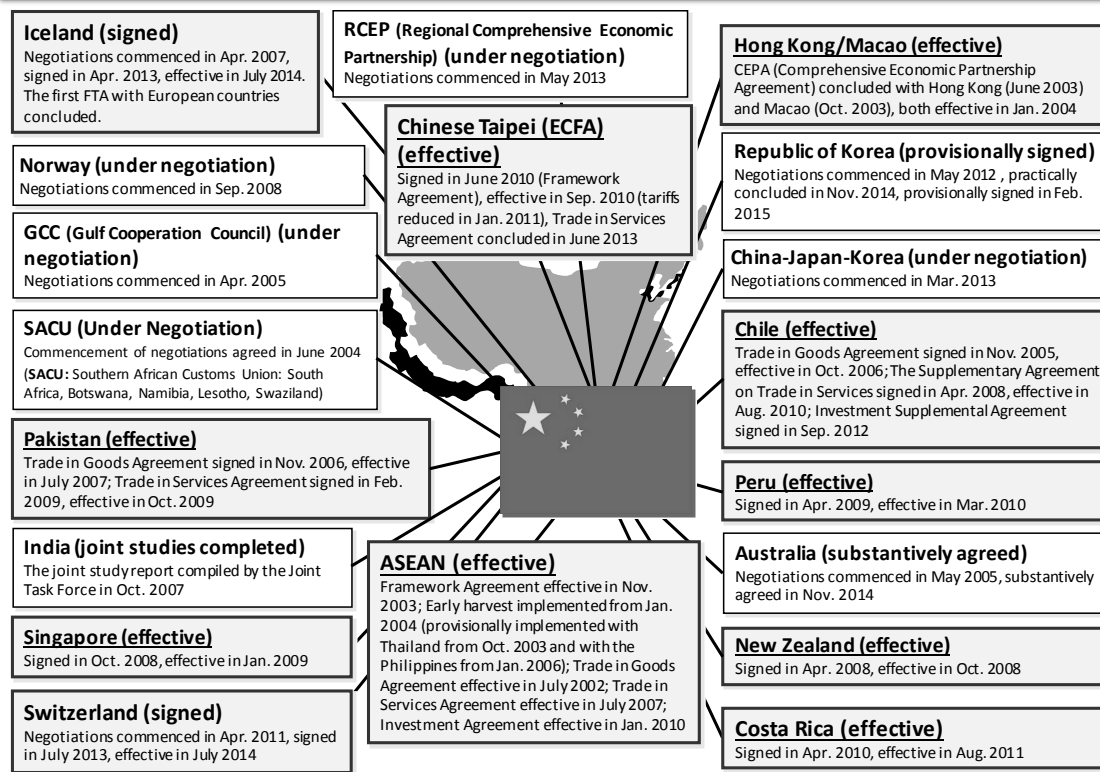 Iceland (signed)
Negotiations commenced in Apr. 2007,
signed in Apr. 2013, effective in July 2014.
The first FTA with European countries
concluded.
RCEP (Regional Comprehensive Economic
Partnership) (under negotiation)
Negotiations commenced in May 2013
Hong Kong/Macao (effective)
CEPA (Comprehensive Economic Partnership
Agreement) concluded with Hong Kong (June 2003)
and Macao (Oct. 2003), both effective in Jan. 2004
Chinese Taipei (ECFA)
(effective)
Signed in June 2010 (Framework
Agreement), effective in Sep. 2010 (tariffs
reduced in Jan. 2011), Trade in Services
Agreement concluded in June 2013
Norway (under negotiation)
Negotiations commenced in Sep. 2008
Republic of Korea (provisionally signed)
Negotiations commenced in May 2012 , practically
concluded in Nov. 2014, provisionally signed in Feb.
2015
GCC (Gulf Cooperation Council) (under
negotiation)
Negotiations commenced in Apr. 2005
China-Japan-Korea (under negotiation)
Negotiations commenced in Mar. 2013
SACU (Under Negotiation)
Commencement of negotiations agreed in June 2004
(SACU: Southern African Customs Union: South
Africa, Botswana, Namibia, Lesotho, Swaziland)
Chile (effective)
Trade in Goods Agreement signed in Nov. 2005,
effective in Oct. 2006; The Supplementary Agreement
on Trade in Services signed in Apr. 2008, effective in
Aug. 2010; Investment Supplemental Agreement
signed in Sep. 2012
Pakistan (effective)
Trade in Goods Agreement signed in Nov. 2006, effective
in July 2007; Trade in Services Agreement signed in Feb.
2009, effective in Oct. 2009
Peru (effective)
Signed in Apr. 2009, effective in Mar. 2010
India (joint studies completed)
The joint study report compiled by the Joint
Task Force in Oct. 2007
ASEAN (effective)
Framework Agreement effective in Nov.
2003; Early harvest implemented from Jan.
2004 (provisionally implemented with
Thailand from Oct. 2003 and with the
Philippines from Jan. 2006); Trade in Goods
Agreement effective in July 2002; Trade in
Services Agreement effective in July 2007;
Investment Agreement effective in Jan. 2010
Australia (substantively agreed)
Negotiations commenced in May 2005, substantively
agreed in Nov. 2014
Singapore (effective)
Signed in Oct. 2008, effective in Jan. 2009
New Zealand (effective)
Signed in Apr. 2008, effective in Oct. 2008
Switzerland (signed)
Negotiations commenced in Apr. 2011, signed
in July 2013, effective in July 2014
Costa Rica (effective)
Signed in Apr. 2010, effective in Aug. 2011